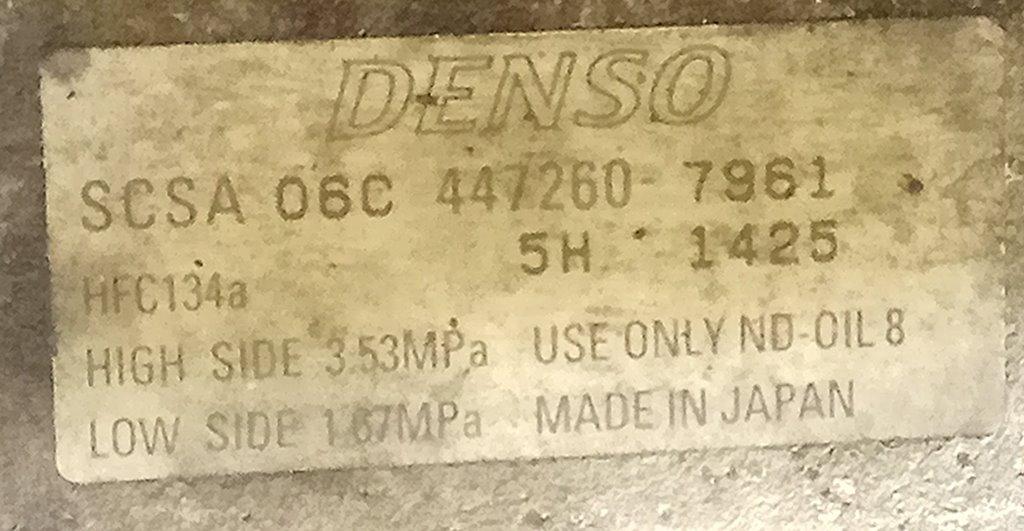 DENSO
SCSA 06C 447260-7961
5H 1425
HFC134a
HIGH SIDE 3.53MPa USE ONLY ND-OIL 8
LOW SIDE 1.67MPa MADE IN JAPAN